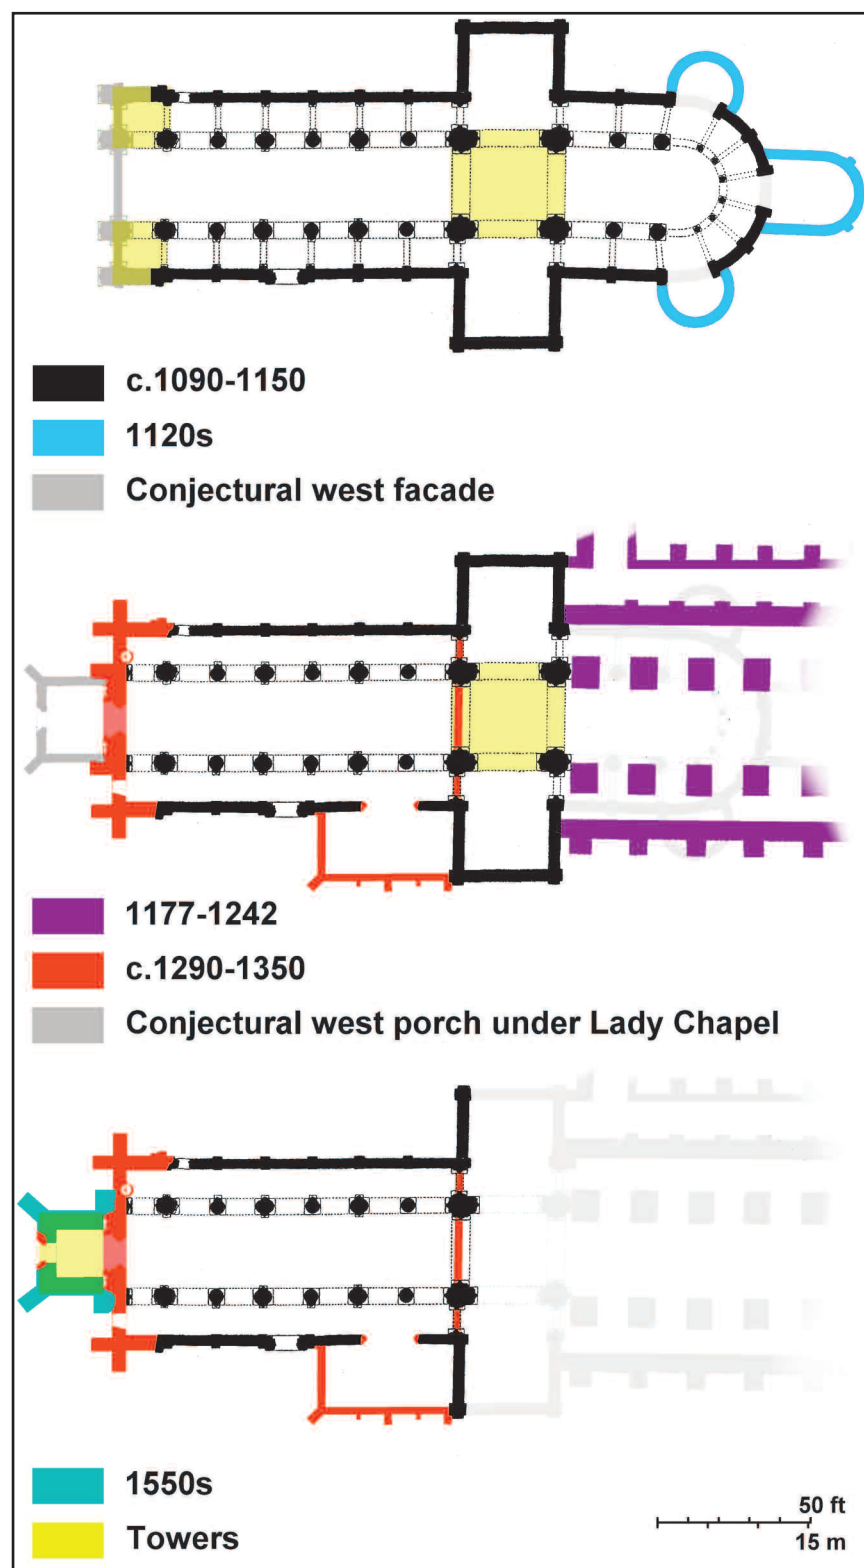 c.1090-1150
1120s
Conjectural west facade
1177-1242
c.1290-1350
Conjectural west porch under Lady Chapel
1550s
Towers
50 ft
15 m